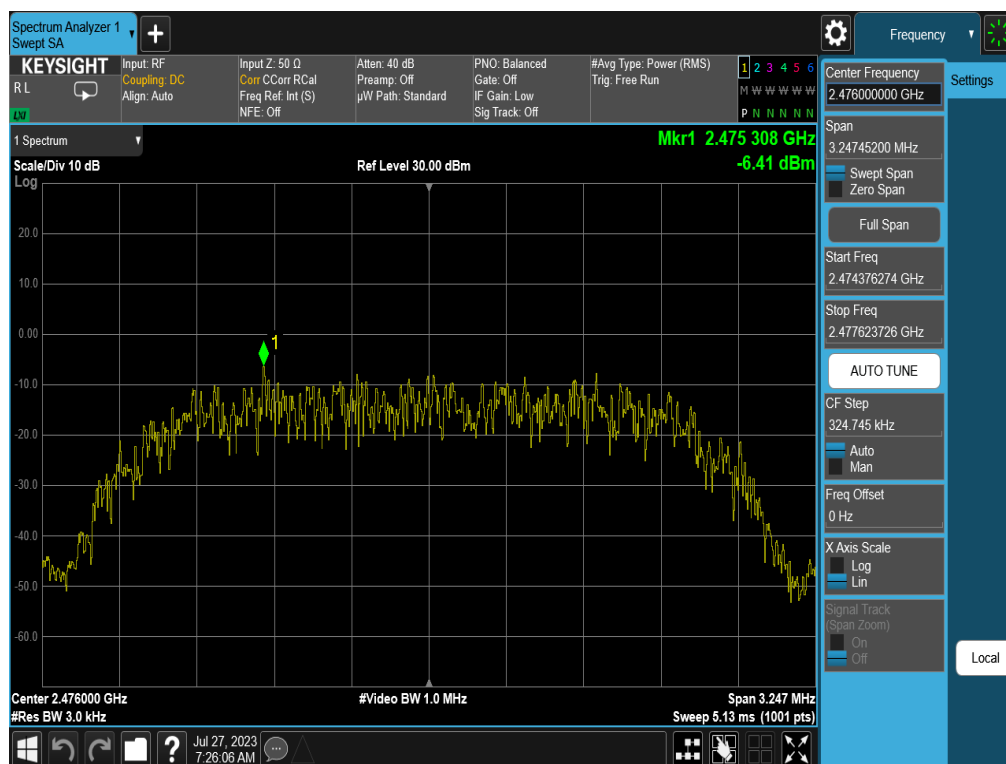 Spectrum Analyzer 1
Swept SA
Frequency
KEYSIGHT
R L
LXI
Input: RF
Coupling: DC
Align: Auto
Input Z: 50 Ω
Corr CCorr RCal
Freq Ref: Int (S)
NFE: Off
Atten: 40 dB
Preamp: Off
µW Path: Standard
PNO: Balanced
Gate: Off
IF Gain: Low
Sig Track: Off
#Avg Type: Power (RMS)
Trig: Free Run
1 2 3 4 5 6
M W W W W W
P N N N N N
1 Spectrum
Scale/Div 10 dB
Ref Level 30.00 dBm
Mkr1 2.475 308 GHz
-6.41 dBm
Log
20.0
10.0
0.00
-10.0
-20.0
-30.0
-40.0
-50.0
-60.0
1
Center 2.476000 GHz
#Video BW 1.0 MHz
Span 3.247 MHz
#Res BW 3.0 kHz
Sweep 5.13 ms (1001 pts)
Center Frequency
2.476000000 GHz
Settings
Span
3.24745200 MHz
Swept Span
Zero Span
Full Span
Start Freq
2.474376274 GHz
Stop Freq
2.477623726 GHz
AUTO TUNE
CF Step
324.745 kHz
Auto
Man
Freq Offset
0 Hz
X Axis Scale
Log
Lin
Signal Track
(Span Zoom)
On
Off
Local
?
Jul 27, 2023
7:26:06 AM